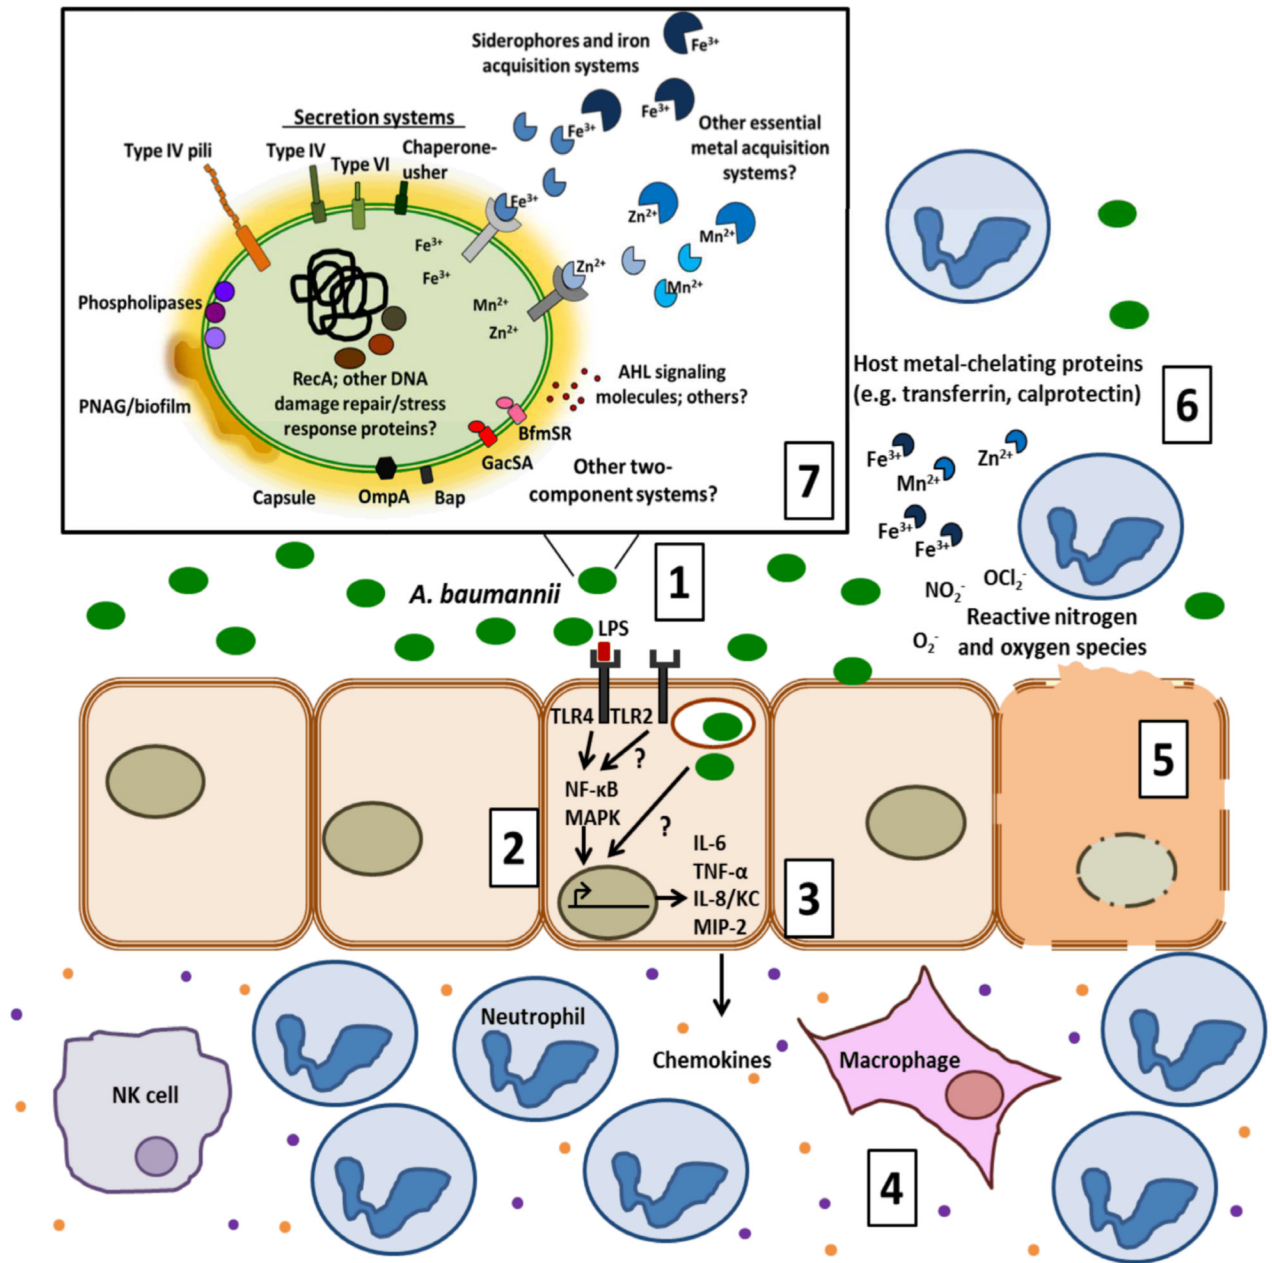 Siderophores and iron
acquisition systems
Fe³⁺
Fe³⁺
Fe³⁺
Other essential
metal acquisition
systems?
Secretion systems
Type IV pili
Type IV
Type VI
Chaperone-
usher
Fe³⁺
Fe³⁺
Fe³⁺
Zn²⁺
Mn²⁺
Zn²⁺
Mn²⁺
Mn²⁺
Zn²⁺
Phospholipases
RecA; other DNA
damage repair/stress
response proteins?
AHL signaling
molecules; others?
PNAG/biofilm
BfmSR
GacSA
Capsule
OmpA
Bap
Other two-
component systems?
7
Host metal-chelating proteins
(e.g. transferrin, calprotectin)
6
Fe³⁺
Mn²⁺
Zn²⁺
Fe³⁺
Fe³⁺
NO₂⁻
OCl₂⁻
O₂⁻
Reactive nitrogen
and oxygen species
A. baumannii
1
LPS
TLR4
TLR2
?
NF-κB
MAPK
?
2
IL-6
TNF-α
IL-8/KC
MIP-2
3
5
Neutrophil
Chemokines
Macrophage
NK cell
4